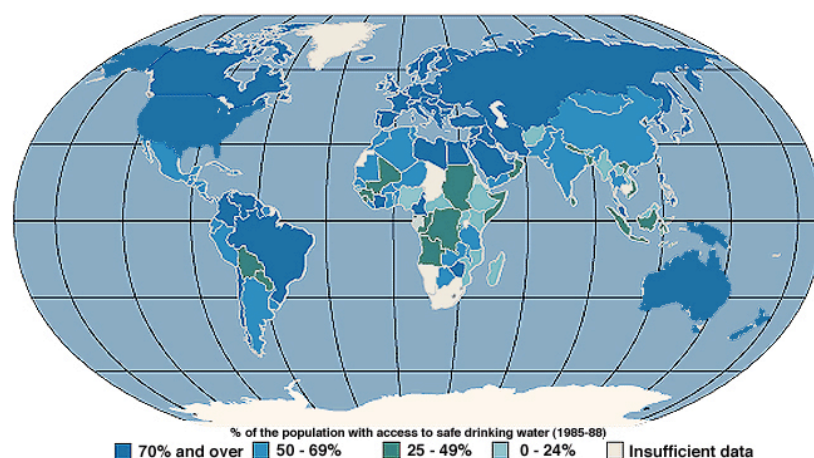 % of the population with access to safe drinking water (1985-88)
70% and over 50 - 69% 25 - 49% 0 - 24% Insufficient data